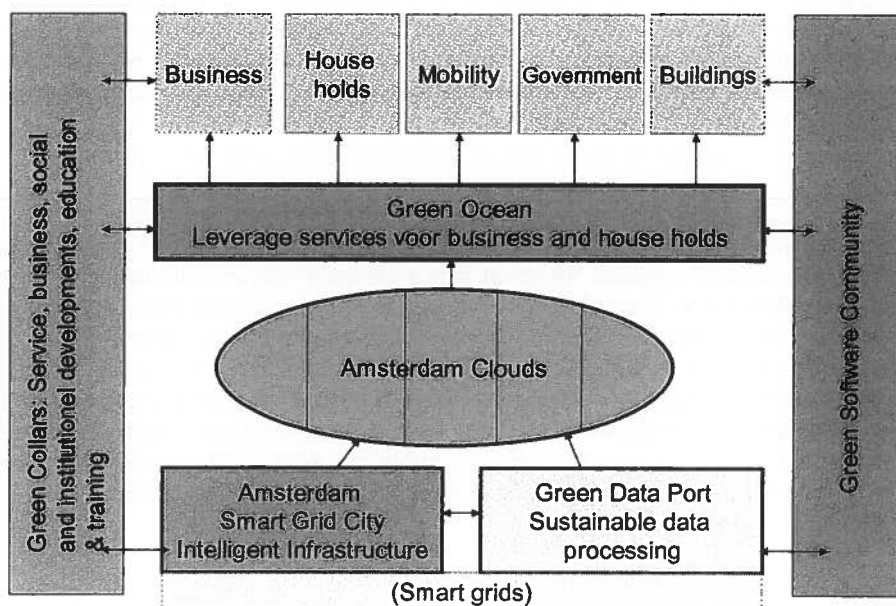 Business
House
holds
Mobility
Government
Buildings
Green Ocean
Leverage services voor business and house holds
Amsterdam Clouds
Amsterdam
Smart Grid City
Intelligent Infrastructure
Green Data Port
Sustainable data
processing
(Smart grids)
Green Collars: Service, business, social
and institutionel developments, education
& training
Green Software Community